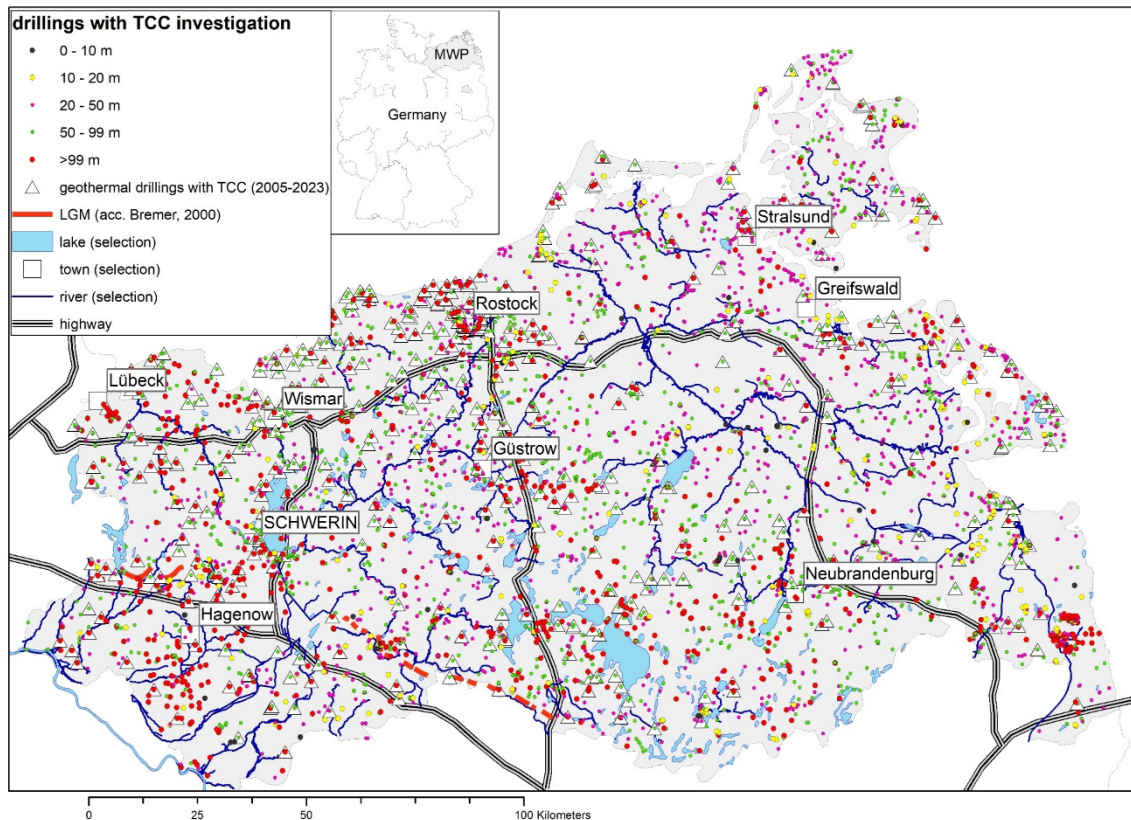 drillings with TCC investigation
0 - 10 m
10 - 20 m
20 - 50 m
50 - 99 m
>99 m
geothermal drillings with TCC (2005-2023)
LGM (acc. Bremer, 2000)
lake (selection)
town (selection)
river (selection)
highway
MWP
Germany
Stralsund
Greifswald
Rostock
Lübeck
Wismar
Güstrow
SCHWERIN
Neubrandenburg
Hagenow
0 25 50 100 Kilometers